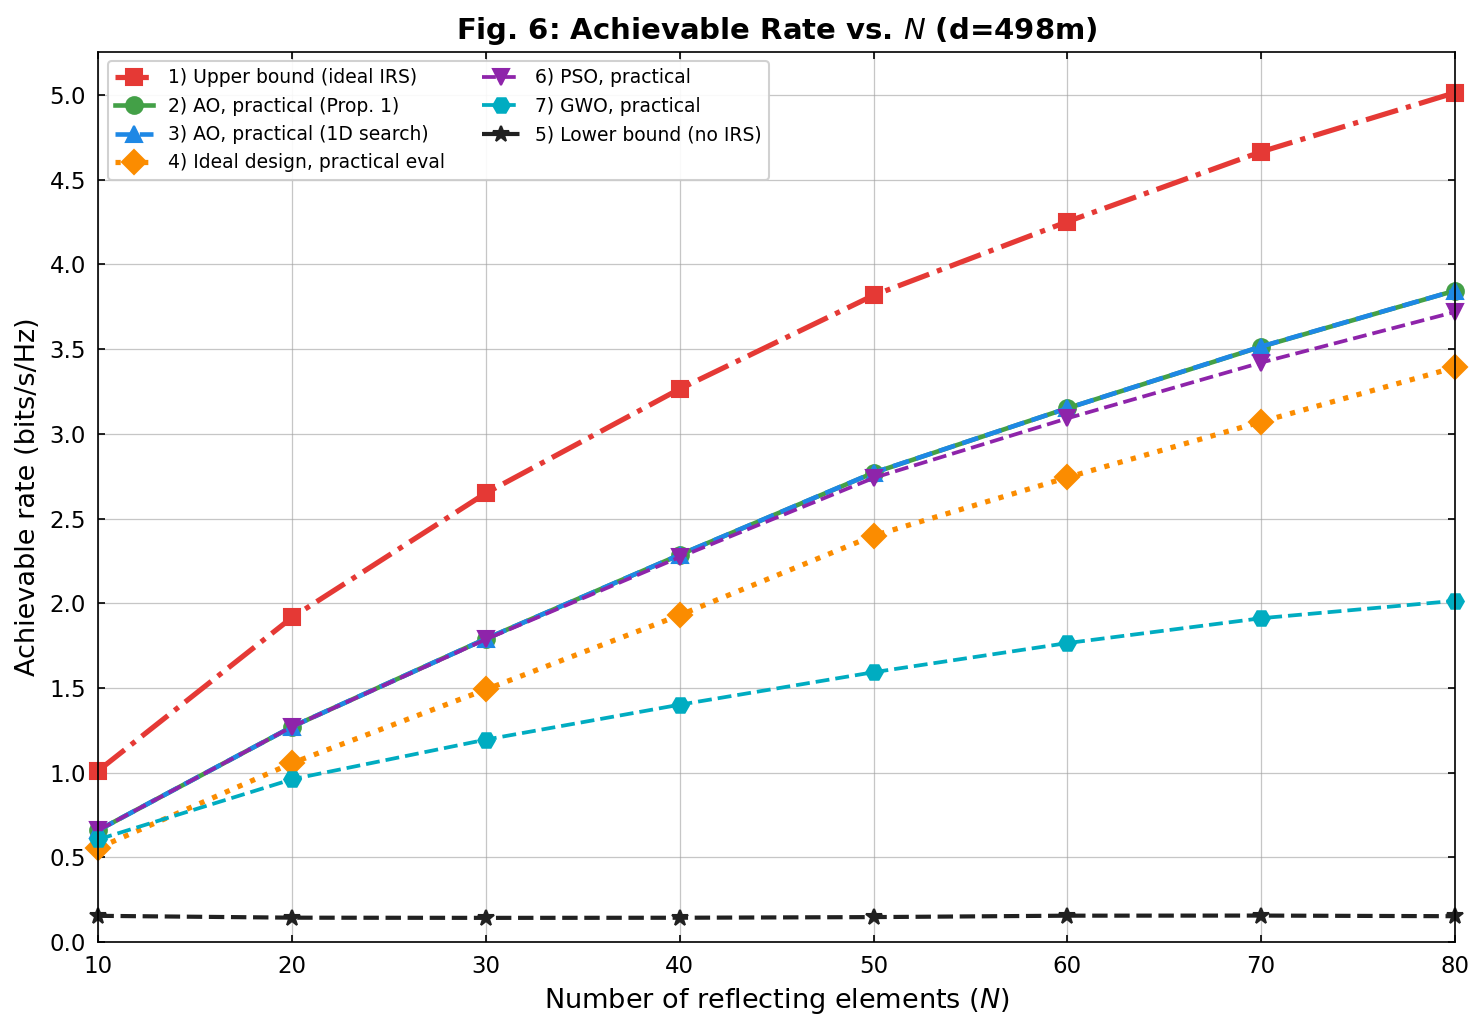 Fig. 6: Achievable Rate vs. N (d=498m)
1) Upper bound (ideal IRS)
2) AO, practical (Prop. 1)
3) AO, practical (1D search)
4) Ideal design, practical eval
6) PSO, practical
7) GWO, practical
5) Lower bound (no IRS)
Achievable rate (bits/s/Hz)
5.0
4.5
4.0
3.5
3.0
2.5
2.0
1.5
1.0
0.5
0.0
10 20 30 40 50 60 70 80
Number of reflecting elements (N)